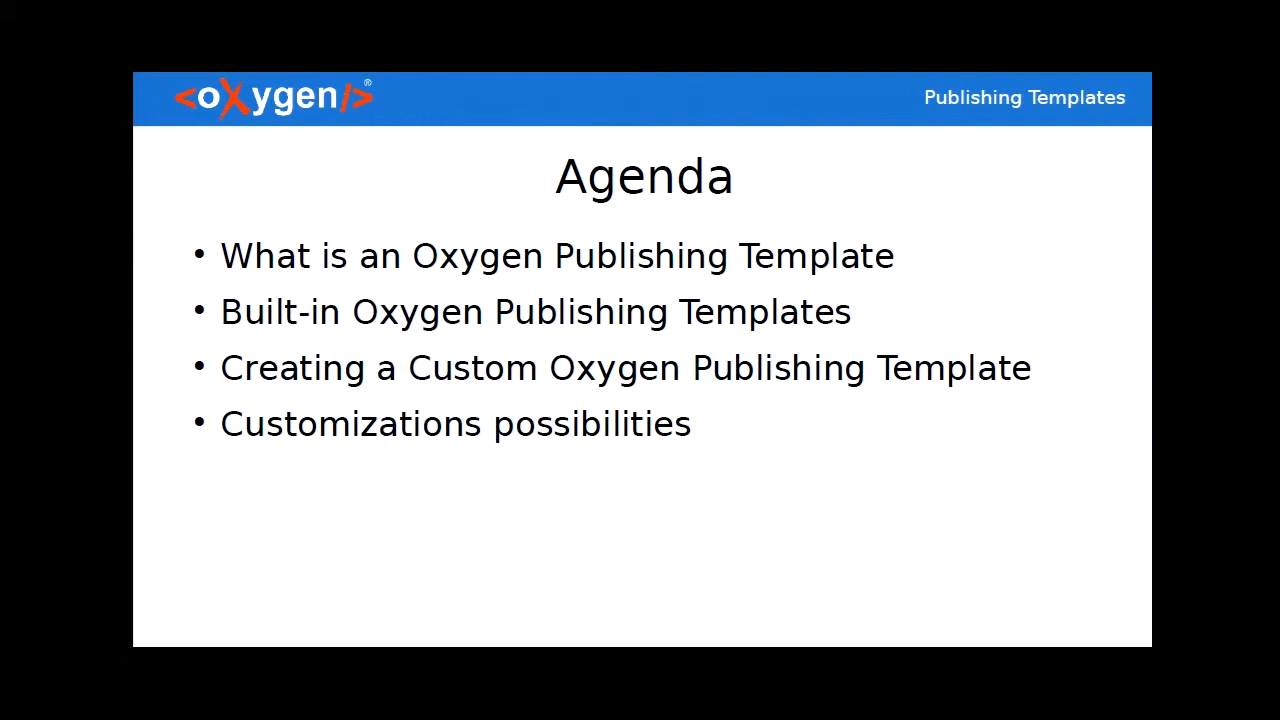 <oXygen/>®
Publishing Templates
Agenda
• What is an Oxygen Publishing Template
• Built-in Oxygen Publishing Templates
• Creating a Custom Oxygen Publishing Template
• Customizations possibilities